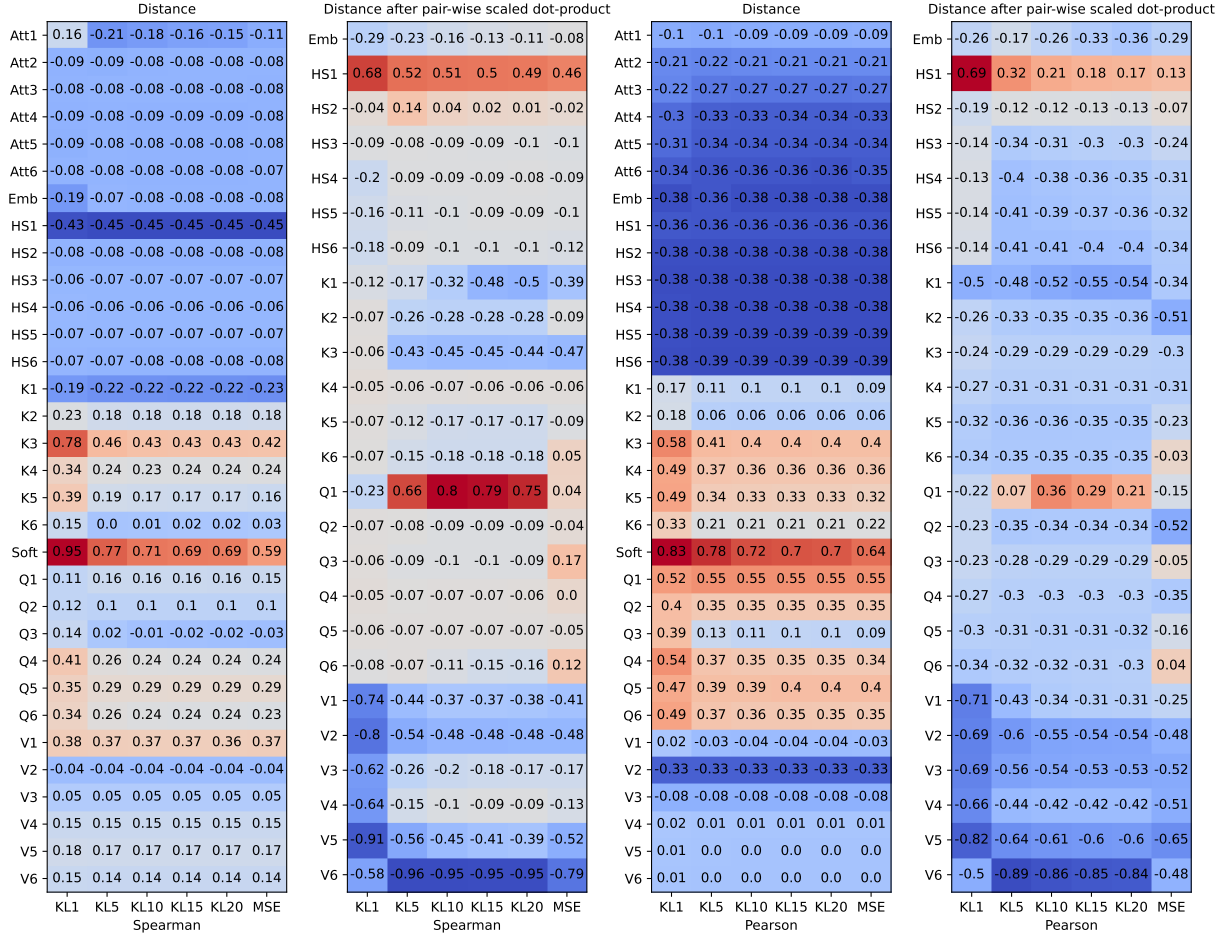 Distance
Att1 0.16 -0.21 -0.18 -0.16 -0.15 -0.11
Att2 -0.09 -0.09 -0.08 -0.08 -0.08 -0.08
Att3 -0.08 -0.08 -0.08 -0.08 -0.08 -0.08
Att4 -0.09 -0.09 -0.08 -0.09 -0.08 -0.08
Att5 -0.09 -0.08 -0.08 -0.08 -0.08 -0.08
Att6 -0.08 -0.08 -0.08 -0.08 -0.08 -0.07
Emb -0.19 -0.07 -0.08 -0.08 -0.08 -0.08
HS1 -0.43 -0.45 -0.45 -0.45 -0.45 -0.45
HS2 -0.08 -0.08 -0.08 -0.08 -0.08 -0.08
HS3 -0.06 -0.07 -0.07 -0.07 -0.07 -0.07
HS4 -0.06 -0.06 -0.06 -0.06 -0.06 -0.06
HS5 -0.07 -0.07 -0.07 -0.07 -0.07 -0.07
HS6 -0.07 -0.07 -0.08 -0.08 -0.08 -0.08
K1 -0.19 -0.22 -0.22 -0.22 -0.22 -0.23
K2 0.23 0.18 0.18 0.18 0.18 0.18
K3 0.78 0.46 0.43 0.43 0.43 0.42
K4 0.34 0.24 0.23 0.24 0.24 0.24
K5 0.39 0.19 0.17 0.17 0.17 0.16
K6 0.15 0.0 0.01 0.02 0.02 0.03
Soft 0.95 0.77 0.71 0.69 0.69 0.59
Q1 0.11 0.16 0.16 0.16 0.16 0.15
Q2 0.12 0.1 0.1 0.1 0.1 0.1
Q3 0.14 0.02 -0.01 -0.02 -0.02 -0.03
Q4 0.41 0.26 0.24 0.24 0.24 0.24
Q5 0.35 0.29 0.29 0.29 0.29 0.29
Q6 0.34 0.26 0.24 0.24 0.24 0.23
V1 0.38 0.37 0.37 0.37 0.36 0.37
V2 -0.04 -0.04 -0.04 -0.04 -0.04 -0.04
V3 0.05 0.05 0.05 0.05 0.05 0.05
V4 0.15 0.15 0.15 0.15 0.15 0.15
V5 0.18 0.17 0.17 0.17 0.17 0.17
V6 0.15 0.14 0.14 0.14 0.14 0.14
KL1 KL5 KL10 KL15 KL20 MSE
Spearman
Distance after pair-wise scaled dot-product
Emb -0.29 -0.23 -0.16 -0.13 -0.11 -0.08
HS1 0.68 0.52 0.51 0.5 0.49 0.46
HS2 -0.04 0.14 0.04 0.02 0.01 -0.02
HS3 -0.09 -0.08 -0.09 -0.09 -0.1 -0.1
HS4 -0.2 -0.09 -0.09 -0.09 -0.08 -0.09
HS5 -0.16 -0.11 -0.1 -0.09 -0.09 -0.1
HS6 -0.18 -0.09 -0.1 -0.1 -0.1 -0.12
K1 -0.12 -0.17 -0.32 -0.48 -0.5 -0.39
K2 -0.07 -0.26 -0.28 -0.28 -0.28 -0.09
K3 -0.06 -0.43 -0.45 -0.45 -0.44 -0.47
K4 -0.05 -0.06 -0.07 -0.06 -0.06 -0.06
K5 -0.07 -0.12 -0.17 -0.17 -0.17 -0.09
K6 -0.07 -0.15 -0.18 -0.18 -0.18 0.05
Q1 -0.23 0.66 0.8 0.79 0.75 0.04
Q2 -0.07 -0.08 -0.09 -0.09 -0.09 -0.04
Q3 -0.06 -0.09 -0.1 -0.1 -0.09 0.17
Q4 -0.05 -0.07 -0.07 -0.07 -0.06 0.0
Q5 -0.06 -0.07 -0.07 -0.07 -0.07 -0.05
Q6 -0.08 -0.07 -0.11 -0.15 -0.16 0.12
V1 -0.74 -0.44 -0.37 -0.37 -0.38 -0.41
V2 -0.8 -0.54 -0.48 -0.48 -0.48 -0.48
V3 -0.62 -0.26 -0.2 -0.18 -0.17 -0.17
V4 -0.64 -0.15 -0.1 -0.09 -0.09 -0.13
V5 -0.91 -0.56 -0.45 -0.41 -0.39 -0.52
V6 -0.58 -0.96 -0.95 -0.95 -0.95 -0.79
KL1 KL5 KL10 KL15 KL20 MSE
Spearman
Distance
Att1 -0.1 -0.1 -0.09 -0.09 -0.09 -0.09
Att2 -0.21 -0.22 -0.21 -0.21 -0.21 -0.21
Att3 -0.22 -0.27 -0.27 -0.27 -0.27 -0.27
Att4 -0.3 -0.33 -0.33 -0.34 -0.34 -0.33
Att5 -0.31 -0.34 -0.34 -0.34 -0.34 -0.34
Att6 -0.34 -0.36 -0.36 -0.36 -0.36 -0.35
Emb -0.38 -0.36 -0.38 -0.38 -0.38 -0.38
HS1 -0.36 -0.36 -0.36 -0.36 -0.36 -0.36
HS2 -0.38 -0.38 -0.38 -0.38 -0.38 -0.38
HS3 -0.38 -0.38 -0.38 -0.38 -0.38 -0.38
HS4 -0.38 -0.38 -0.38 -0.38 -0.38 -0.38
HS5 -0.38 -0.39 -0.39 -0.39 -0.39 -0.39
HS6 -0.38 -0.39 -0.39 -0.39 -0.39 -0.39
K1 0.17 0.11 0.1 0.1 0.1 0.09
K2 0.18 0.06 0.06 0.06 0.06 0.06
K3 0.58 0.41 0.4 0.4 0.4 0.4
K4 0.49 0.37 0.36 0.36 0.36 0.36
K5 0.49 0.34 0.33 0.33 0.33 0.32
K6 0.33 0.21 0.21 0.21 0.21 0.22
Soft 0.83 0.78 0.72 0.7 0.7 0.64
Q1 0.52 0.55 0.55 0.55 0.55 0.55
Q2 0.4 0.35 0.35 0.35 0.35 0.35
Q3 0.39 0.13 0.11 0.1 0.1 0.09
Q4 0.54 0.37 0.35 0.35 0.35 0.34
Q5 0.47 0.39 0.39 0.4 0.4 0.4
Q6 0.49 0.37 0.36 0.35 0.35 0.35
V1 0.02 -0.03 -0.04 -0.04 -0.04 -0.03
V2 -0.33 -0.33 -0.33 -0.33 -0.33 -0.33
V3 -0.08 -0.08 -0.08 -0.08 -0.08 -0.08
V4 0.02 0.01 0.01 0.01 0.01 0.01
V5 0.01 0.0 0.0 0.0 0.0 0.0
V6 0.01 0.0 0.0 0.0 0.0 0.0
KL1 KL5 KL10 KL15 KL20 MSE
Pearson
Distance after pair-wise scaled dot-product
Emb -0.26 -0.17 -0.26 -0.33 -0.36 -0.29
HS1 0.69 0.32 0.21 0.18 0.17 0.13
HS2 -0.19 -0.12 -0.12 -0.13 -0.13 -0.07
HS3 -0.14 -0.34 -0.31 -0.3 -0.3 -0.24
HS4 -0.13 -0.4 -0.38 -0.36 -0.35 -0.31
HS5 -0.14 -0.41 -0.39 -0.37 -0.36 -0.32
HS6 -0.14 -0.41 -0.41 -0.4 -0.4 -0.34
K1 -0.5 -0.48 -0.52 -0.55 -0.54 -0.34
K2 -0.26 -0.33 -0.35 -0.35 -0.36 -0.51
K3 -0.24 -0.29 -0.29 -0.29 -0.29 -0.3
K4 -0.27 -0.31 -0.31 -0.31 -0.31 -0.31
K5 -0.32 -0.36 -0.36 -0.35 -0.35 -0.23
K6 -0.34 -0.35 -0.35 -0.35 -0.35 -0.03
Q1 -0.22 0.07 0.36 0.29 0.21 -0.15
Q2 -0.23 -0.35 -0.34 -0.34 -0.34 -0.52
Q3 -0.23 -0.28 -0.29 -0.29 -0.29 -0.05
Q4 -0.27 -0.3 -0.3 -0.3 -0.3 -0.35
Q5 -0.3 -0.31 -0.31 -0.31 -0.32 -0.16
Q6 -0.34 -0.32 -0.32 -0.31 -0.3 0.04
V1 -0.71 -0.43 -0.34 -0.31 -0.31 -0.25
V2 -0.69 -0.6 -0.55 -0.54 -0.54 -0.48
V3 -0.69 -0.56 -0.54 -0.53 -0.53 -0.52
V4 -0.66 -0.44 -0.42 -0.42 -0.42 -0.51
V5 -0.82 -0.64 -0.61 -0.6 -0.6 -0.65
V6 -0.5 -0.89 -0.86 -0.85 -0.84 -0.48
KL1 KL5 KL10 KL15 KL20 MSE
Pearson